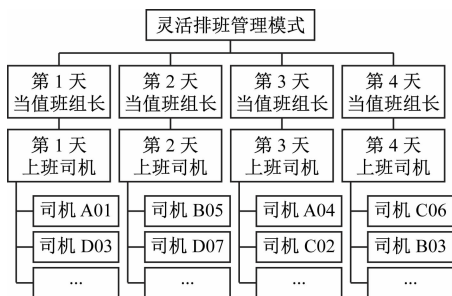 灵活排班管理模式
第 1 天
当值班组长
第 2 天
当值班组长
第 3 天
当值班组长
第 4 天
当值班组长
第 1 天
上班司机
第 2 天
上班司机
第 3 天
上班司机
第 4 天
上班司机
司机 A01
司机 B05
司机 A04
司机 C06
司机 D03
司机 D07
司机 C02
司机 B03
...
...
...
...